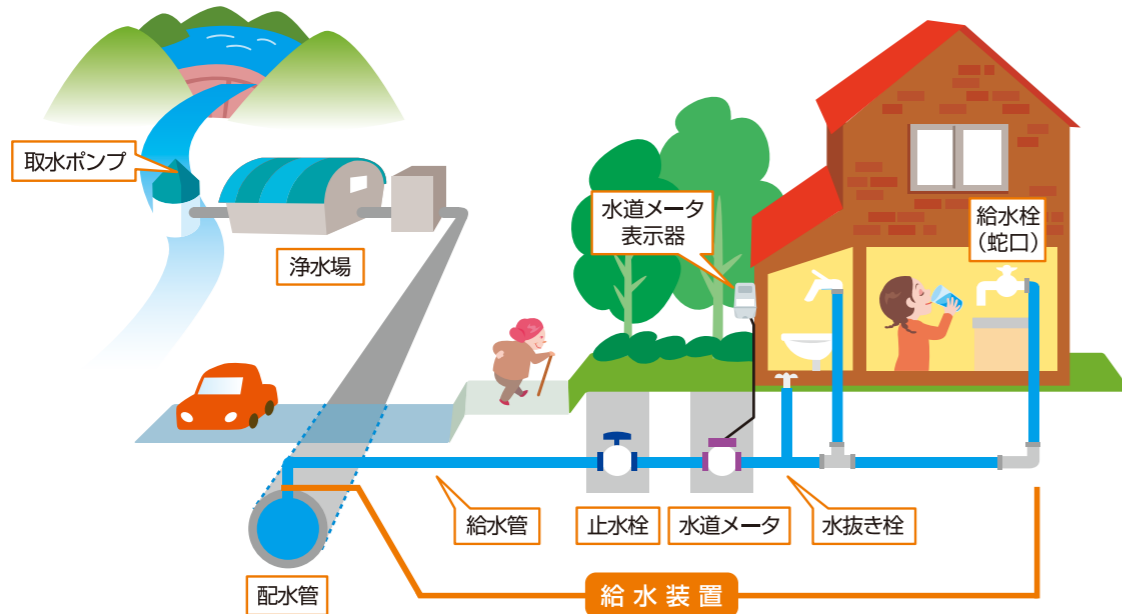 取水ポンプ
浄水場
水道メータ
表示器
給水栓
（蛇口）
給水管
止水栓
水道メータ
水抜き栓
配水管
給水装置